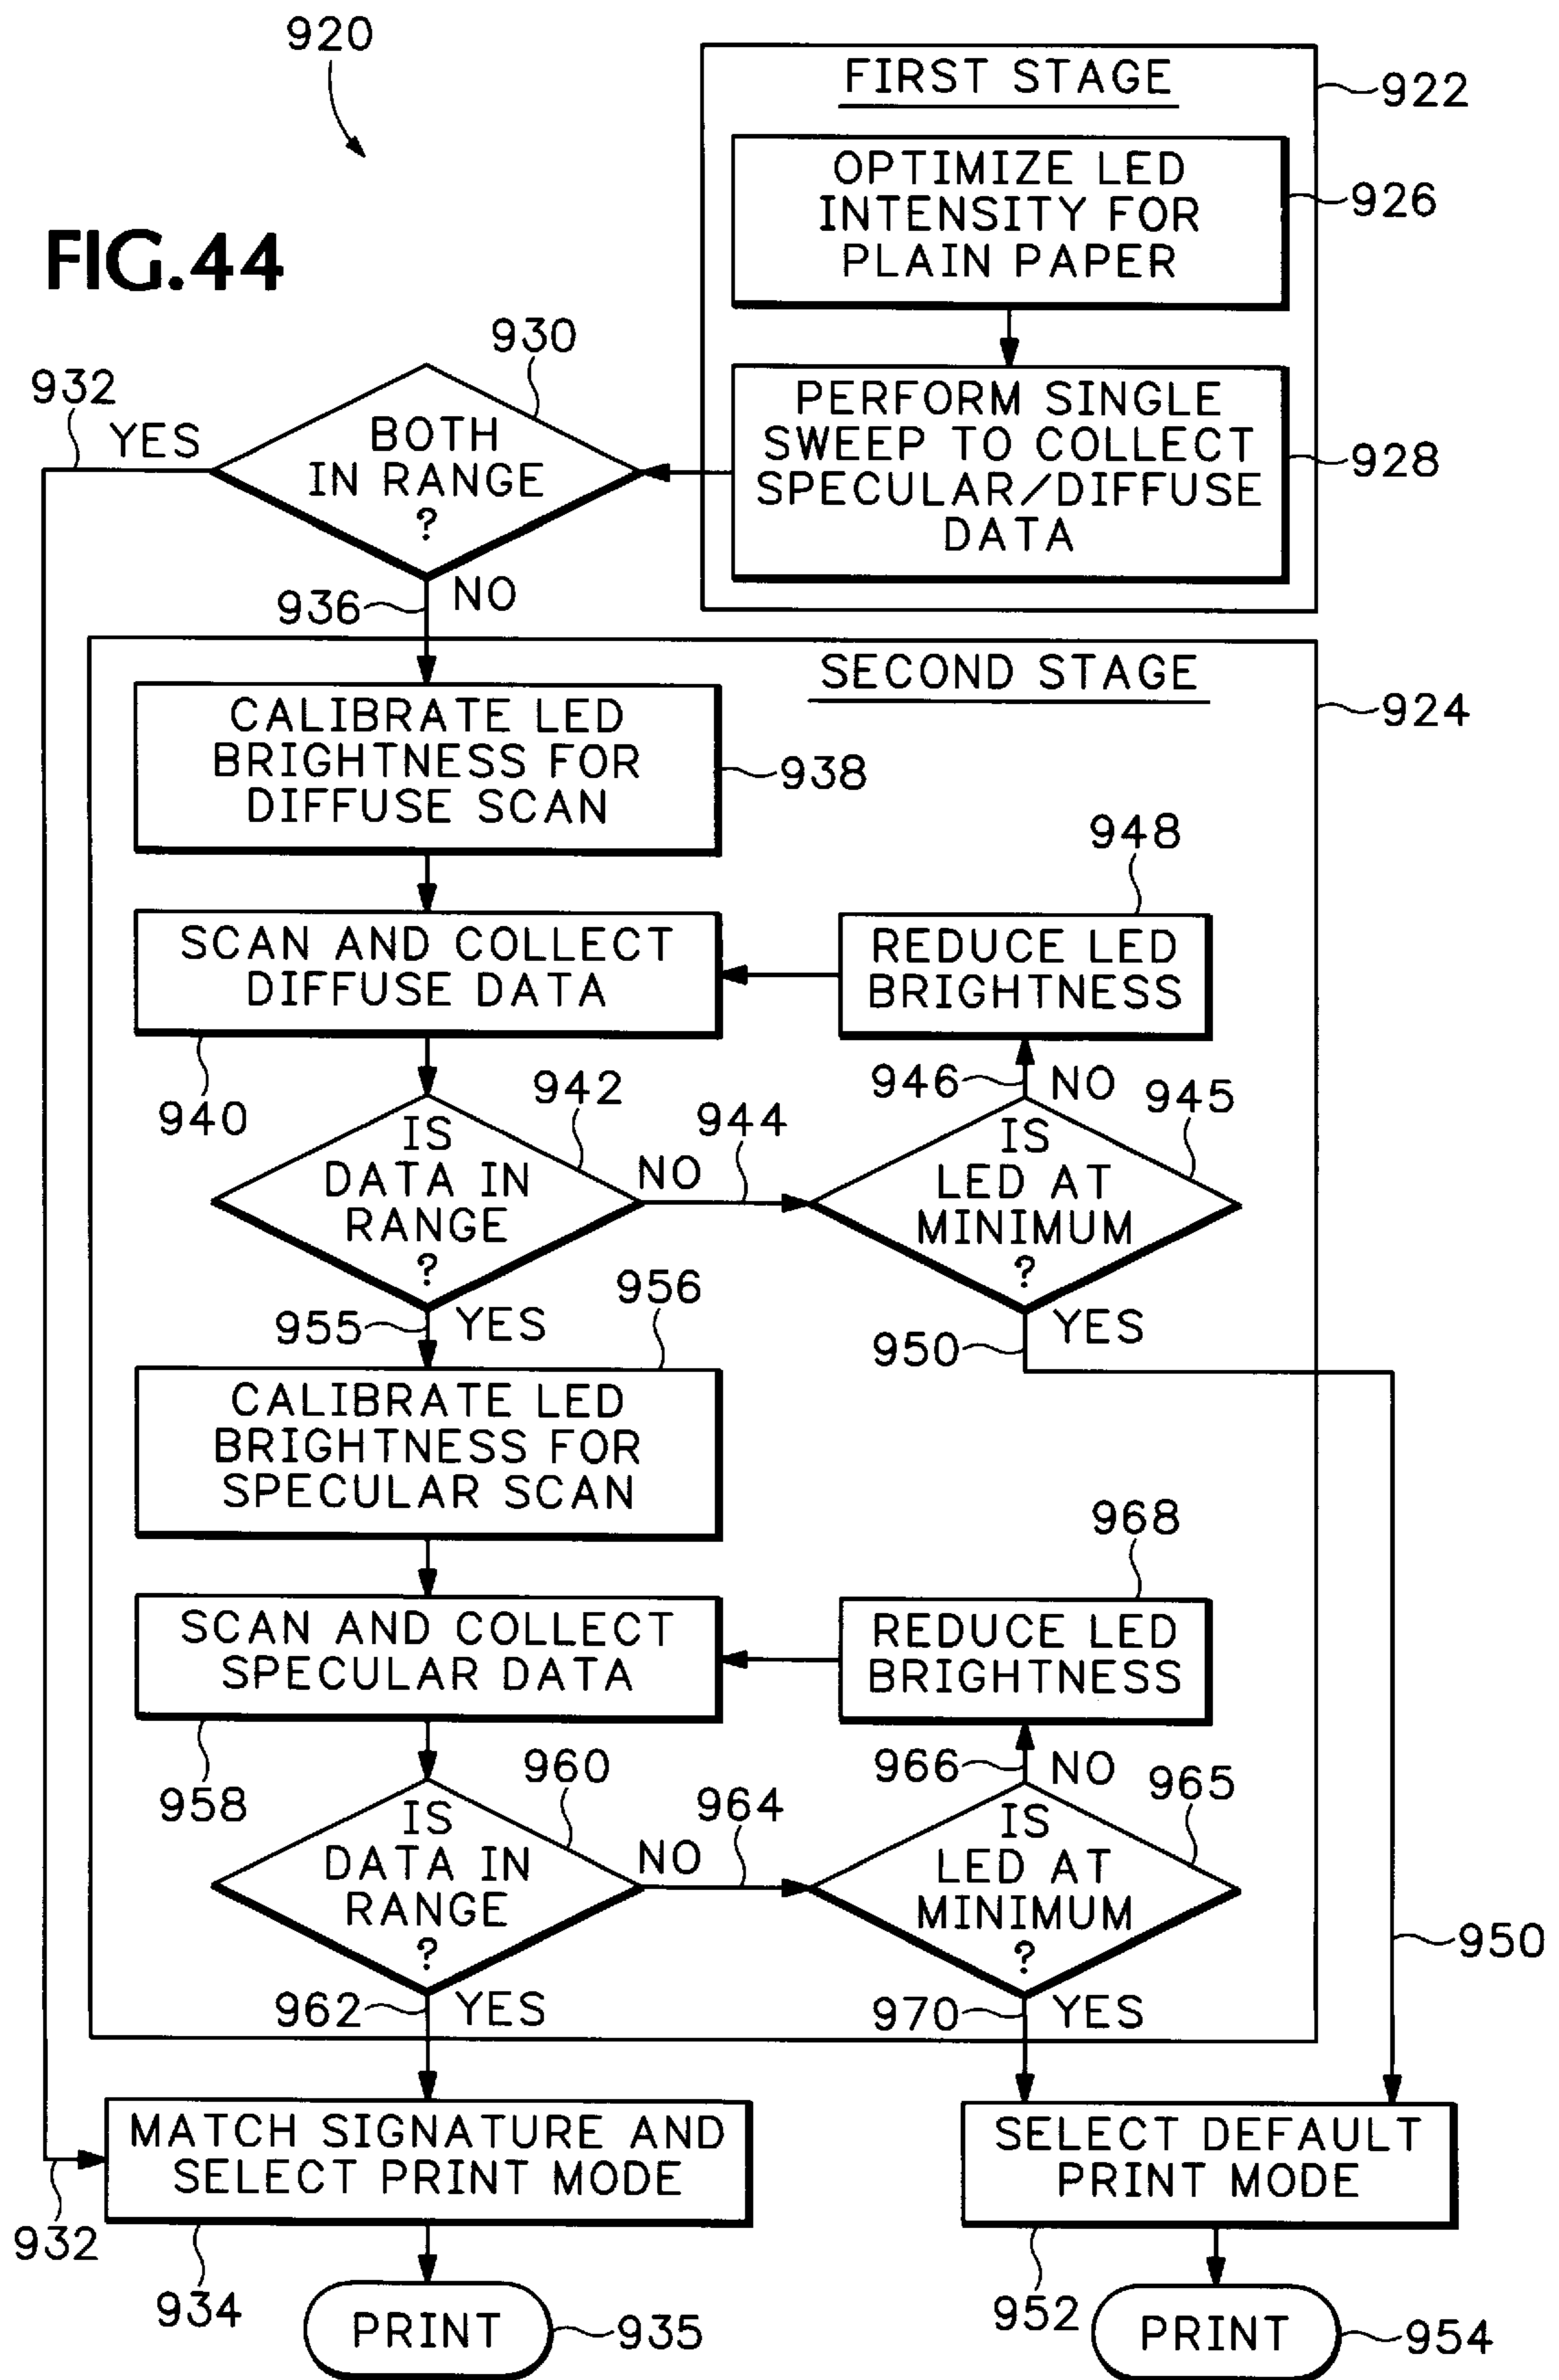 920
FIG.44
FIRST STAGE
922
OPTIMIZE LED
INTENSITY FOR
PLAIN PAPER
926
PERFORM SINGLE
SWEEP TO COLLECT
SPECULAR/DIFFUSE
DATA
928
930
932
YES
BOTH
IN RANGE
?
936
NO
SECOND STAGE
924
CALIBRATE LED
BRIGHTNESS FOR
DIFFUSE SCAN
938
948
SCAN AND COLLECT
DIFFUSE DATA
REDUCE LED
BRIGHTNESS
940
942
944
946
NO
945
IS
DATA IN
RANGE
?
NO
IS
LED AT
MINIMUM
?
955
YES
956
950
YES
CALIBRATE LED
BRIGHTNESS FOR
SPECULAR SCAN
968
SCAN AND COLLECT
SPECULAR DATA
REDUCE LED
BRIGHTNESS
958
960
964
966
NO
965
IS
DATA IN
RANGE
?
NO
IS
LED AT
MINIMUM
?
950
962
YES
970
YES
MATCH SIGNATURE AND
SELECT PRINT MODE
SELECT DEFAULT
PRINT MODE
932
934
PRINT
935
952
PRINT
954